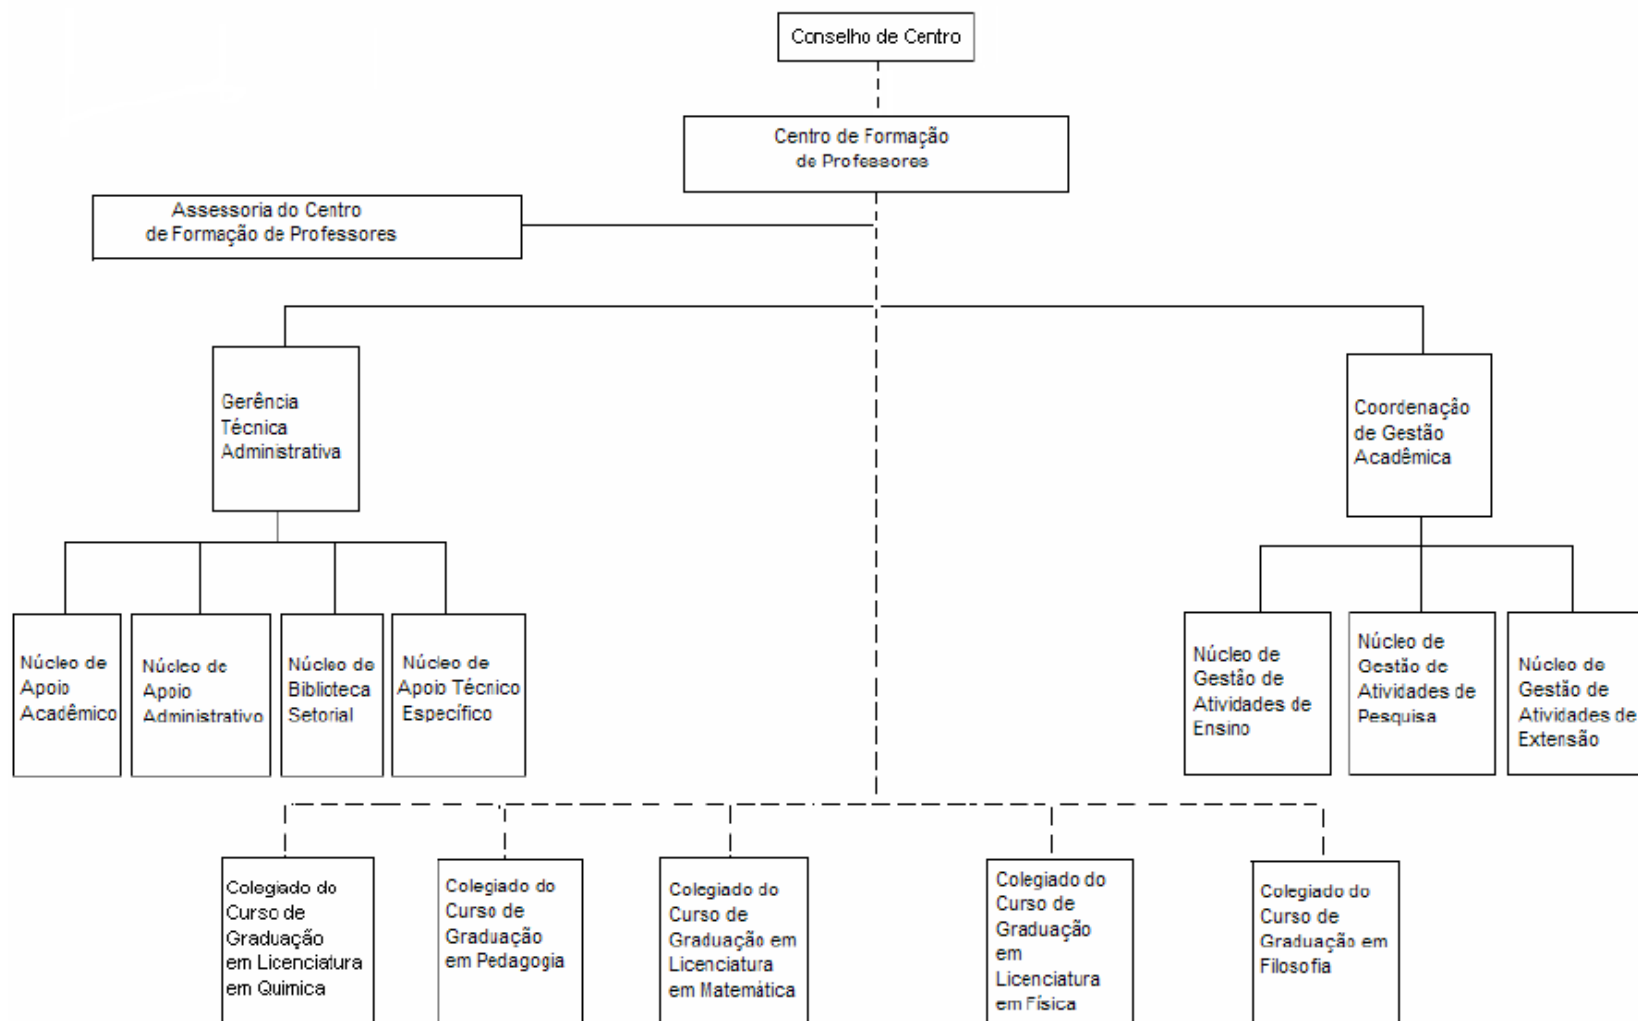 Conselho de Centro
Centro de Formação
de Professores
Assessoria do Centro
de Formação de Professores
Gerência
Técnica
Administrativa
Coordenação
de Gestão
Acadêmica
Núcleo de
Apoio
Acadêmico
Núcleo de
Apoio
Administrativo
Núcleo de
Biblioteca
Setorial
Núcleo de
Apoio Técnico
Específico
Núcleo de
Gestão de
Atividades de
Ensino
Núcleo de
Gestão de
Atividades de
Pesquisa
Núcleo de
Gestão de
Atividades de
Extensão
Colegiado do
Curso de
Graduação
em Licenciatura
em Quimica
Colegiado do
Curso de
Graduação
em Pedagogia
Colegiado do
Curso de
Graduação em
Licenciatura
em Matemática
Colegiado do
Curso de
Graduação
em
Licenciatura
em Física
Colegiado do
Curso de
Graduação em
Filosofia